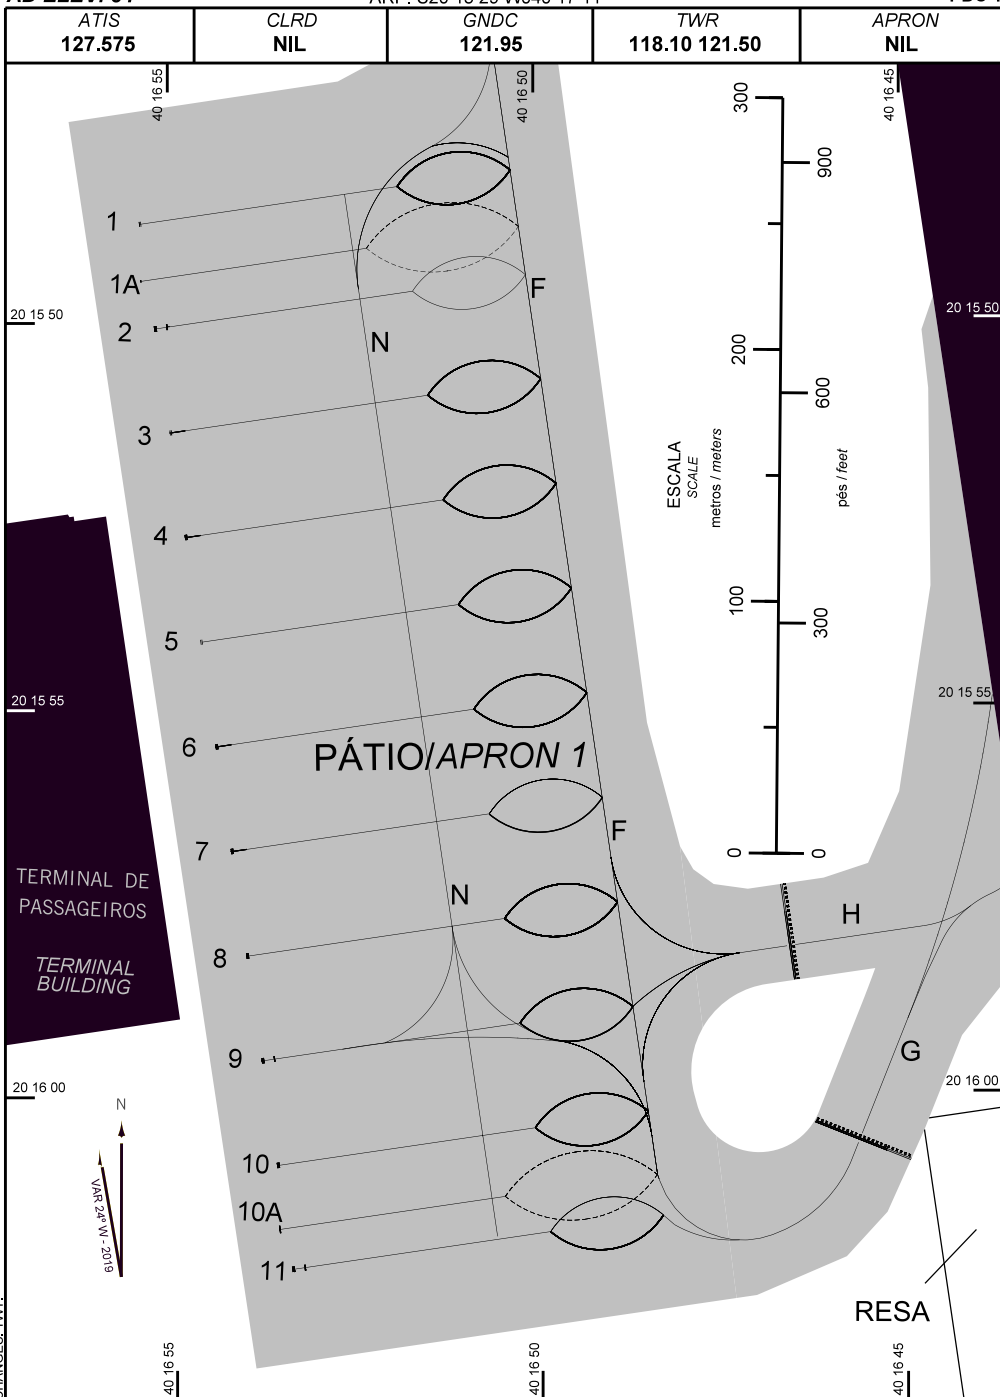 ATIS
127.575
CLRD
NIL
GNDC
121.95
TWR
118.10 121.50
APRON
NIL
40 16 55
40 16 50
40 16 45
300
900
1
1A
2
F
N
20 15 50
20 15 50
200
600
3
ESCALA
SCALE
metros / meters
pés / feet
4
100
300
5
20 15 55
20 15 55
6
PÁTIO/APRON 1
7
F
0
0
TERMINAL DE
PASSAGEIROS
TERMINAL
BUILDING
N
H
8
9
G
20 16 00
20 16 00
N
VAR 24° W - 2019
10
10A
11
RESA
40 16 55
40 16 50
40 16 45